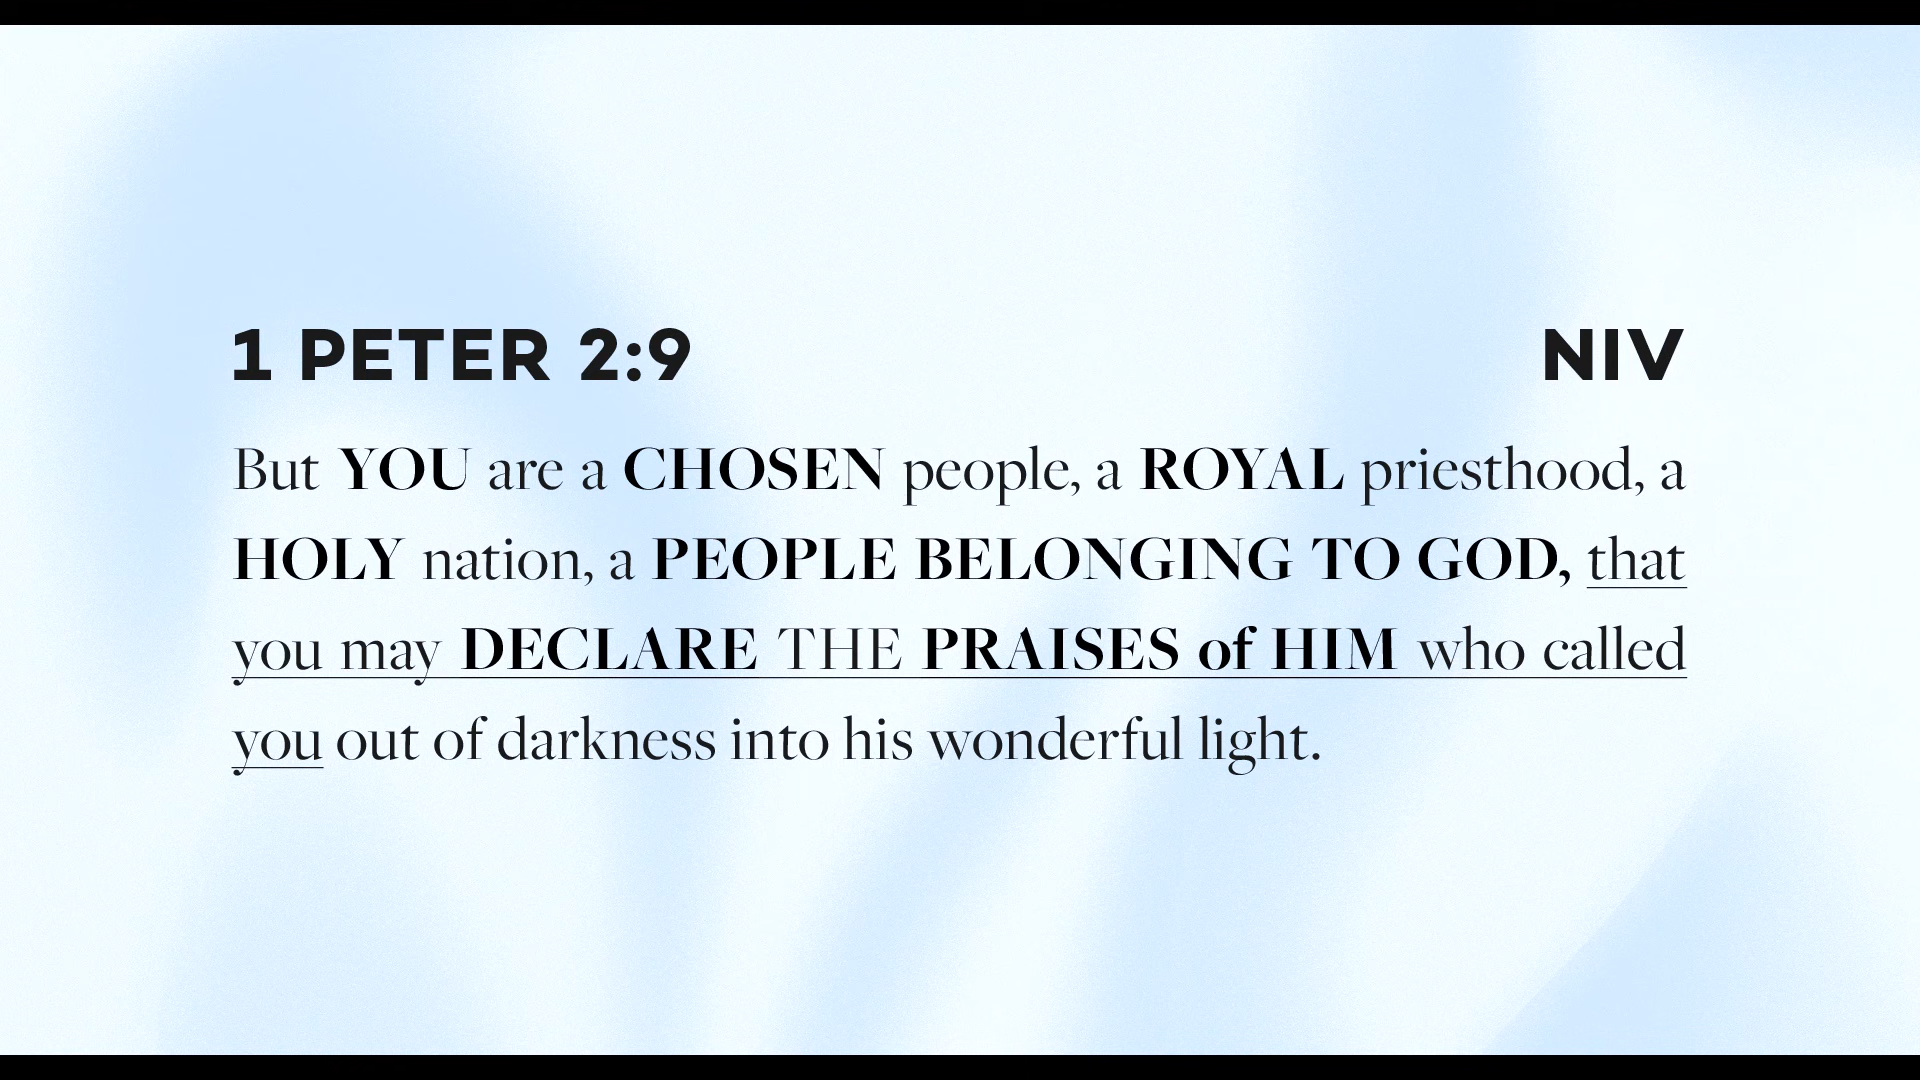 1 PETER 2:9 NIV
But YOU are a CHOSEN people, a ROYAL priesthood, a
HOLY nation, a PEOPLE BELONGING TO GOD, that
you may DECLARE THE PRAISES of HIM who called
you out of darkness into his wonderful light.